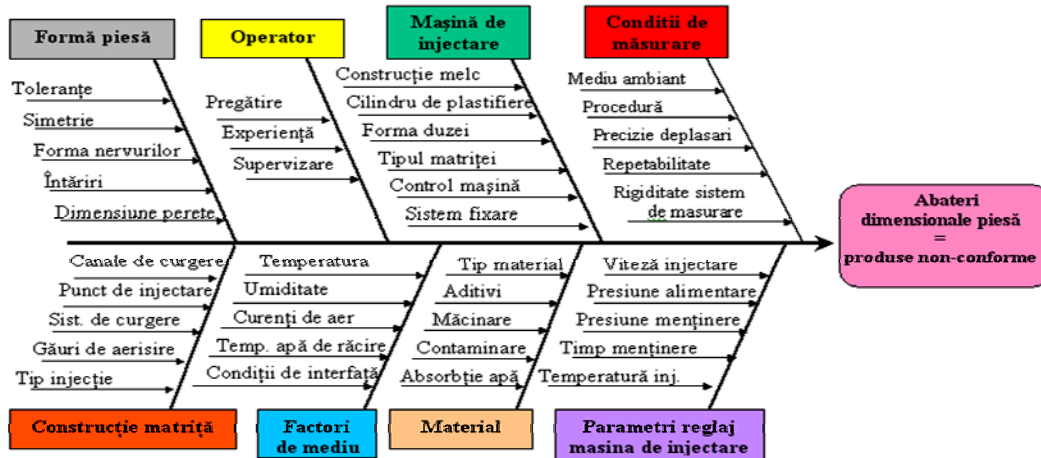 Formă piesă
Operator
Mașină de
injectare
Conditii de
măsurare
Toleranțe
Simetrie
Forma nervurilor
Întăriri
Dimensiune perete
Pregătire
Experiență
Supervizare
Construcție melc
Cilindru de plastifiere
Forma duzei
Tipul matriței
Control mașină
Sistem fixare
Mediu ambiant
Procedură
Precizie deplasari
Repetabilitate
Rigiditate sistem
de masurare
Abateri
dimensionale piesă
=
produse non-conforme
Canale de curgere
Punct de injectare
Sist. de curgere
Găuri de aerisire
Tip injecție
Temperatura
Umiditate
Curenți de aer
Temp. apă de răcire
Condiții de interfață
Tip material
Aditivi
Măcinare
Contaminare
Absorbție apă
Viteză injectare
Presiune alimentare
Presiune menținere
Timp menținere
Temperatură inj.
Construcție matriță
Factori
de mediu
Material
Parametri reglaj
masina de injectare